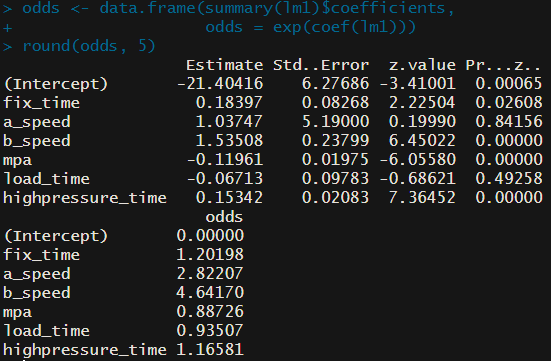 > odds <- data.frame(summary(lm1)$coefficients,
+                    odds = exp(coef(lm1)))
> round(odds, 5)
                   Estimate Std..Error  z.value Pr...z..
(Intercept)       -21.40416    6.27686 -3.41001  0.00065
fix_time            0.18397    0.08268  2.22504  0.02608
a_speed             1.03747    5.19000  0.19990  0.84156
b_speed             1.53508    0.23799  6.45022  0.00000
mpa                -0.11961    0.01975 -6.05580  0.00000
load_time          -0.06713    0.09783 -0.68621  0.49258
highpressure_time   0.15342    0.02083  7.36452  0.00000
                     odds
(Intercept)       0.00000
fix_time          1.20198
a_speed           2.82207
b_speed           4.64170
mpa               0.88726
load_time         0.93507
highpressure_time 1.16581